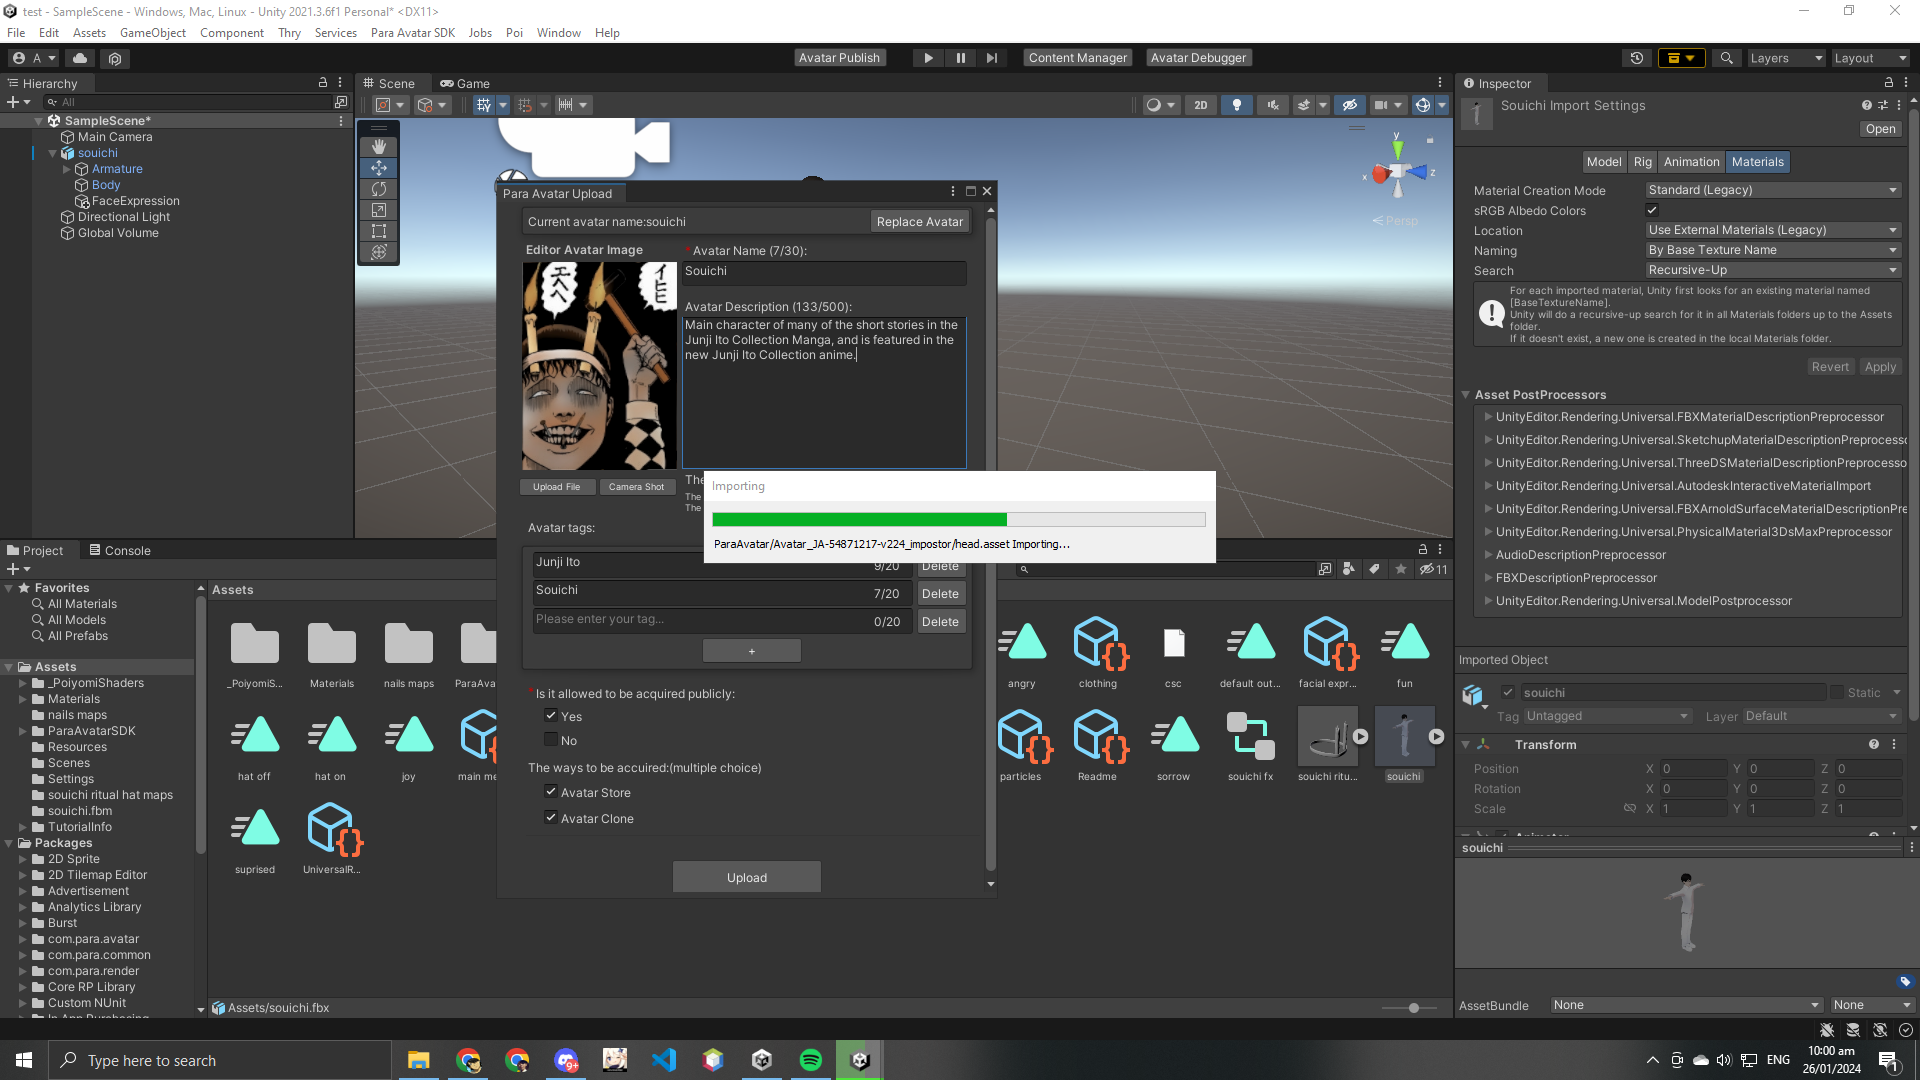 test - SampleScene - Windows, Mac, Linux - Unity 2021.3.6f1 Personal* <DX11>
File Edit Assets GameObject Component Thry Services Para Avatar SDK Jobs Poi Window Help
A
Avatar Publish
Content Manager
Avatar Debugger
Layers
Layout
Hierarchy
All
SampleScene*
Main Camera
souichi
Armature
Body
FaceExpression
Directional Light
Global Volume
Scene
Game
2D
y
x
z
Persp
Para Avatar Upload
Current avatar name:souichi
Replace Avatar
Editor Avatar Image
*Avatar Name (7/30):
Souichi
エスヘ
イヒヒ
Avatar Description (133/500):
Main character of many of the short stories in the
Junji Ito Collection Manga, and is featured in the
new Junji Ito Collection anime.
Upload File
Camera Shot
The
The
The
Importing
ParaAvatar/Avatar_JA-54871217-v224_impostor/head.asset Importing...
Avatar tags:
Junji Ito
9/20
Delete
Souichi
7/20
Delete
Please enter your tag...
0/20
Delete
+
*Is it allowed to be acquired publicly:
Yes
No
The ways to be accuired:(multiple choice)
Avatar Store
Avatar Clone
Upload
Inspector
Souichi Import Settings
Open
Model
Rig
Animation
Materials
Material Creation Mode
Standard (Legacy)
sRGB Albedo Colors
Location
Use External Materials (Legacy)
Naming
By Base Texture Name
Search
Recursive-Up
For each imported material, Unity first looks for an existing material named
[BaseTextureName].
Unity will do a recursive-up search for it in all Materials folders up to the Assets
folder.
If it doesn't exist, a new one is created in the local Materials folder.
Revert
Apply
Asset PostProcessors
UnityEditor.Rendering.Universal.FBXMaterialDescriptionPreprocessor
UnityEditor.Rendering.Universal.SketchupMaterialDescriptionPreprocesso
UnityEditor.Rendering.Universal.ThreeDSMaterialDescriptionPreprocesso
UnityEditor.Rendering.Universal.AutodeskInteractiveMaterialImport
UnityEditor.Rendering.Universal.FBXArnoldSurfaceMaterialDescriptionPre
UnityEditor.Rendering.Universal.PhysicalMaterial3DsMaxPreprocessor
AudioDescriptionPreprocessor
FBXDescriptionPreprocessor
UnityEditor.Rendering.Universal.ModelPostprocessor
Imported Object
souichi
Static
Tag Untagged
Layer Default
Transform
Position X 0 Y 0 Z 0
Rotation X 0 Y 0 Z 0
Scale X 1 Y 1 Z 1
Animator
souichi
AssetBundle
None
None
Project
Console
Favorites
All Materials
All Models
All Prefabs
Assets
_PoiyomiShaders
Materials
nails maps
ParaAvatarSDK
Resources
Scenes
Settings
souichi ritual hat maps
souichi.fbm
TutorialInfo
Packages
2D Sprite
2D Tilemap Editor
Advertisement
Analytics Library
Burst
com.para.avatar
com.para.common
com.para.render
Core RP Library
Custom NUnit
In App Purchasing
Assets
11
_PoiyomiS...
Materials
nails maps
ParaAva
angry
clothing
csc
default out...
facial expr...
fun
hat off
hat on
joy
main me
particles
Readme
sorrow
souichi fx
souichi ritu...
souichi
suprised
UniversalR...
Assets/souichi.fbx
Type here to search
9+
ENG
10:00 am
26/01/2024
1